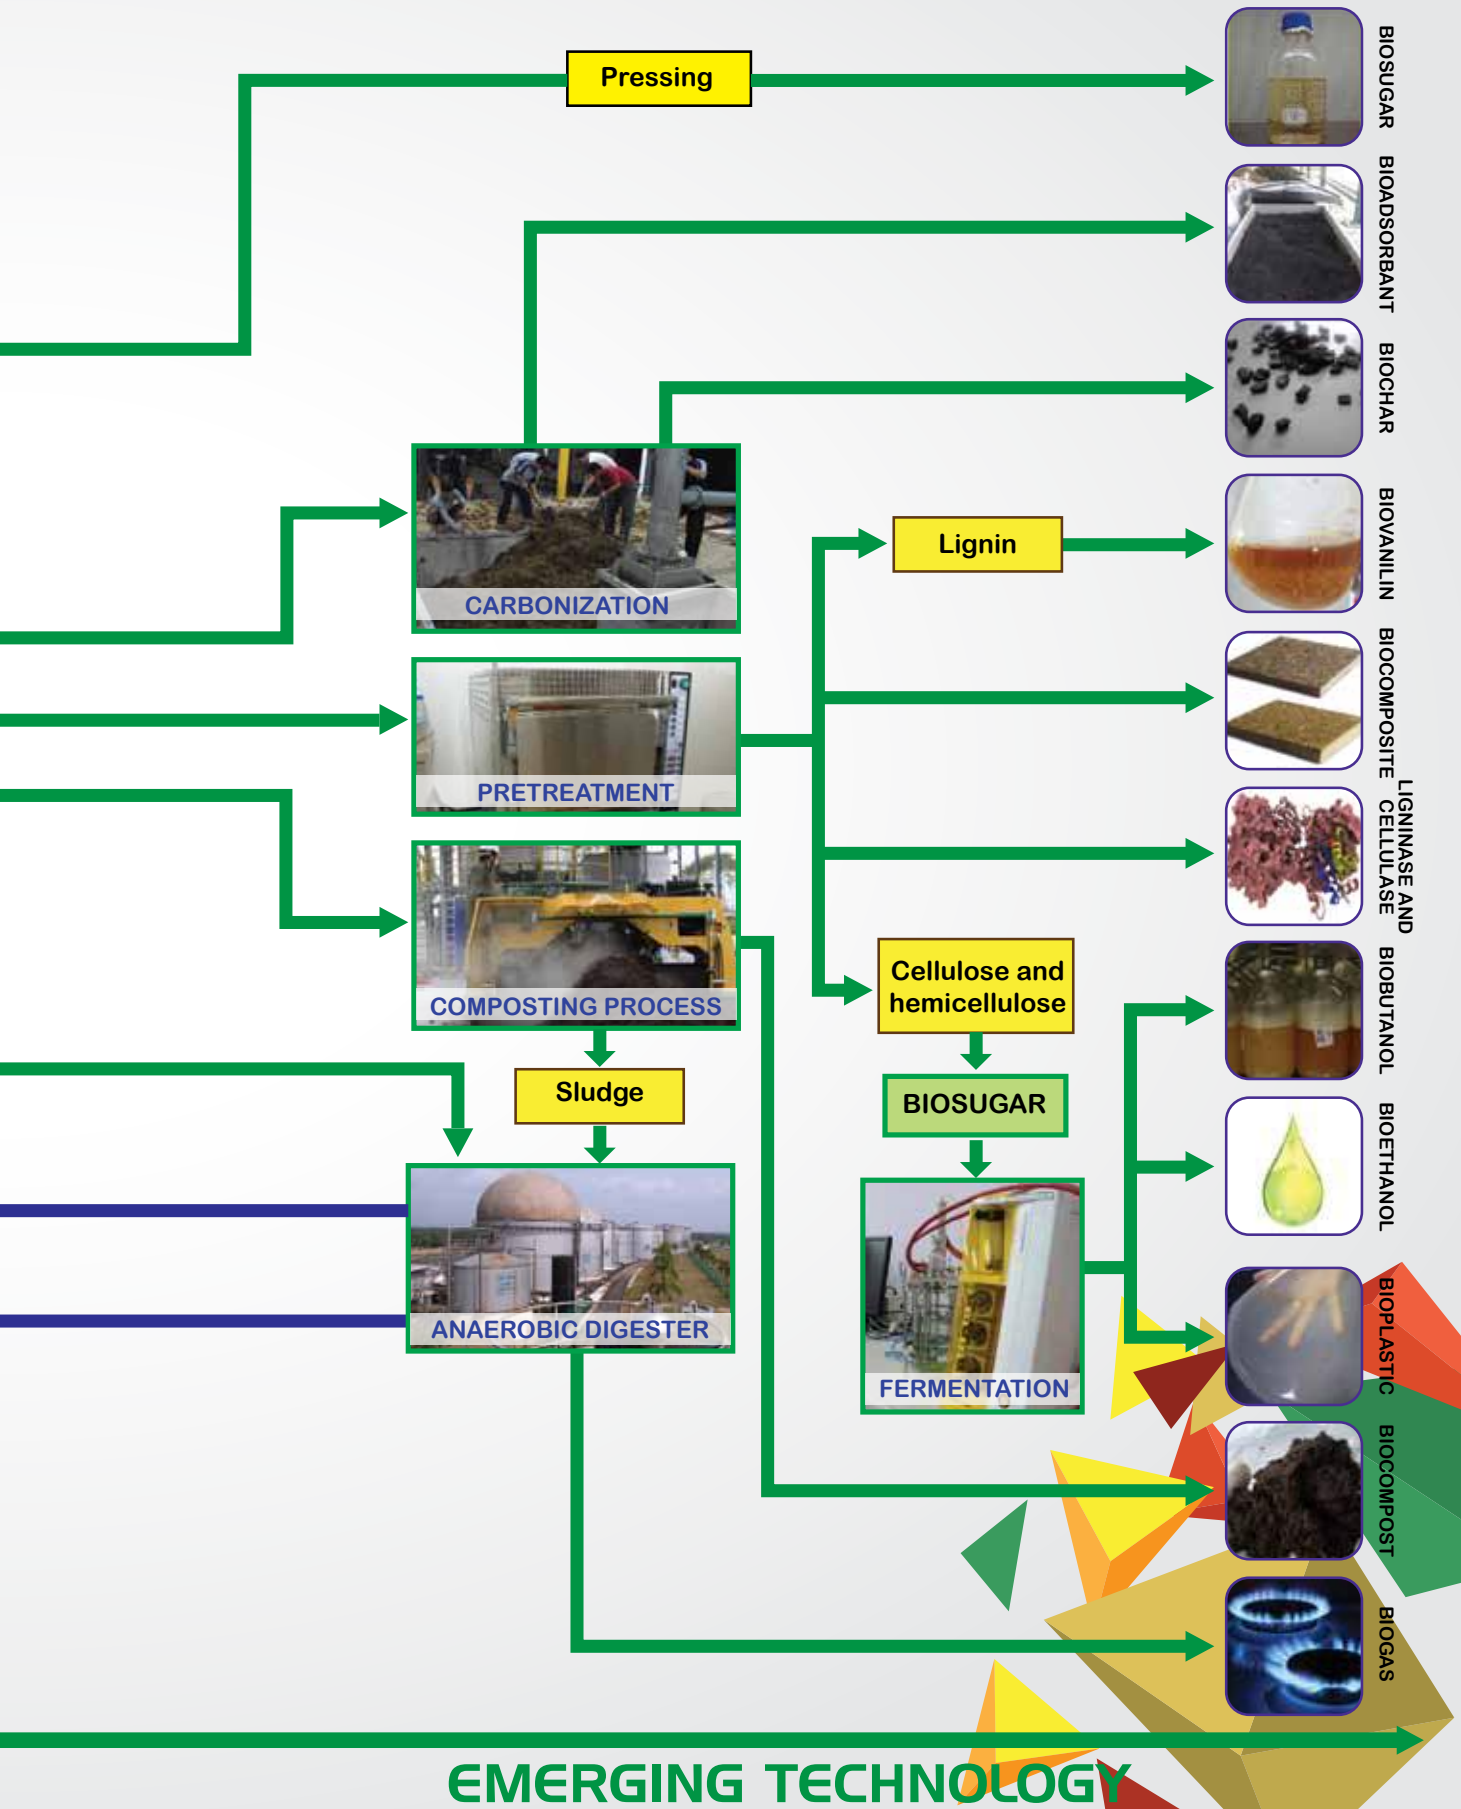 Pressing
BIOSUGAR
BIOADSORBANT
BIOCHAR
CARBONIZATION
Lignin
BIOVANILIN
PRETREATMENT
BIOCOMPOSITE
LIGNINASE AND
CELLULASE
COMPOSTING PROCESS
Cellulose and
hemicellulose
BIOBUTANOL
Sludge
BIOSUGAR
BIOETHANOL
ANAEROBIC DIGESTER
FERMENTATION
BIOPLASTIC
BIOCOMPOST
BIOGAS
EMERGING TECHNOLOGY